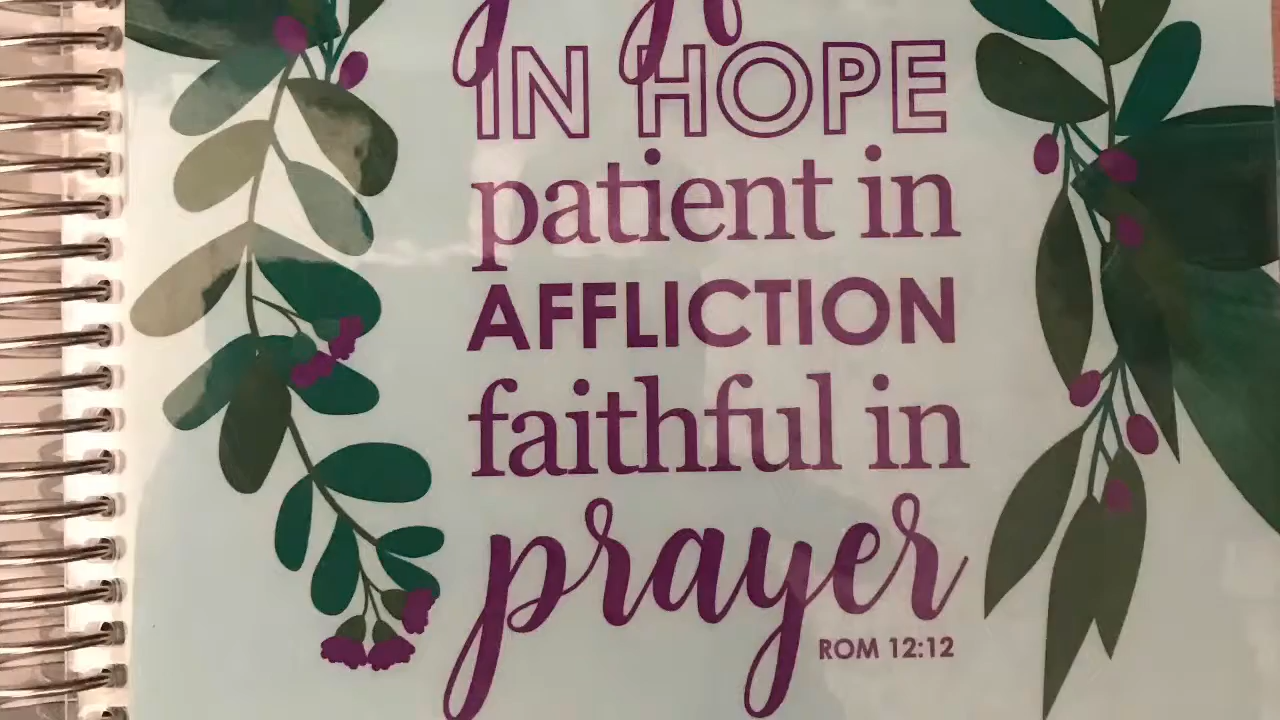 IN HOPE
patient in
AFFLICTION
faithful in
prayer
ROM 12:12